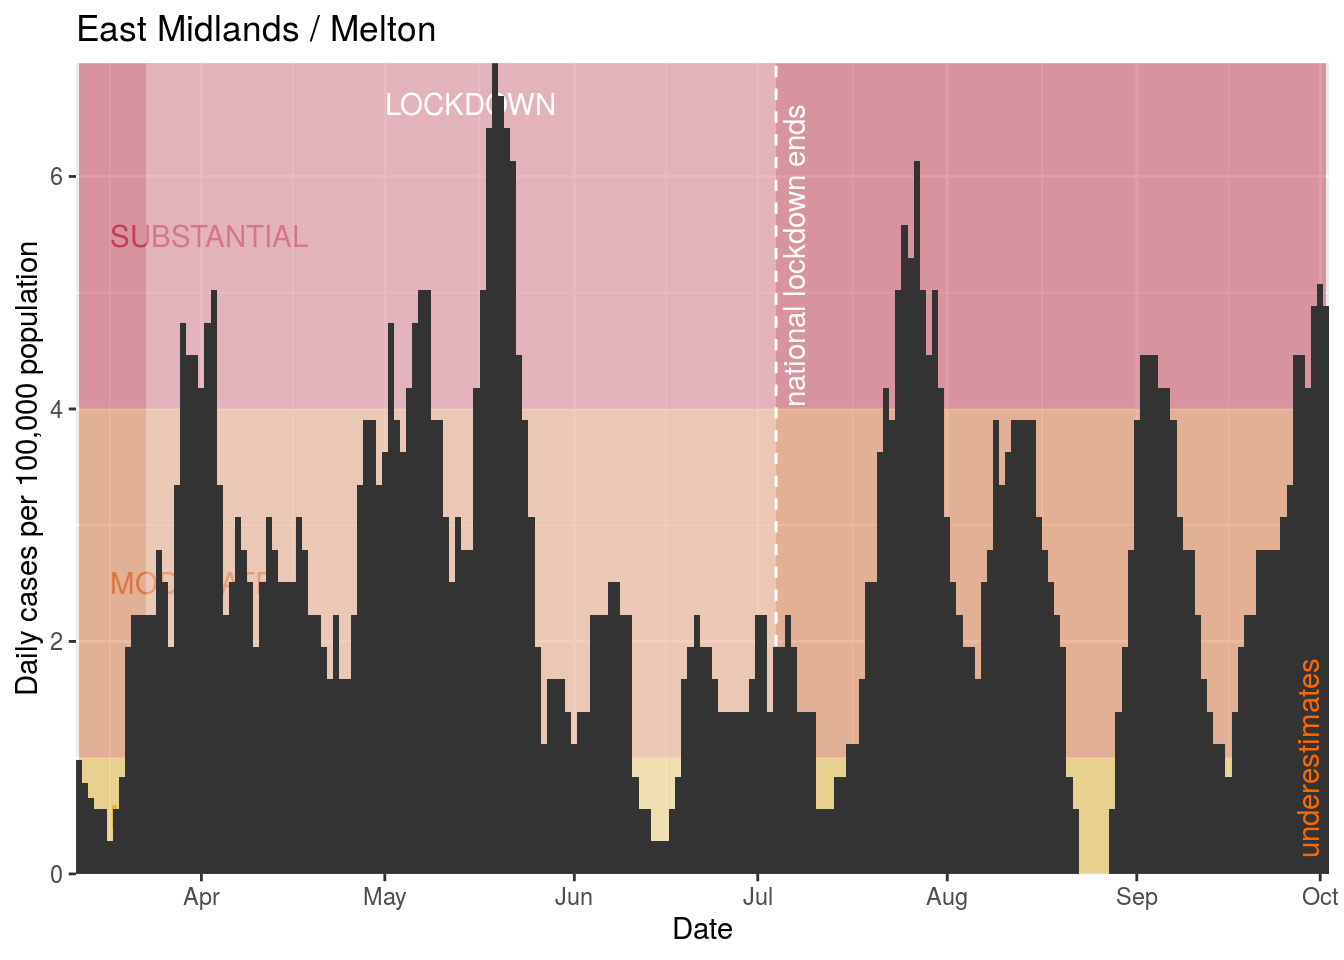 East Midlands / Melton
LOCKDOWN
national lockdown ends
SUBSTANTIAL
underestimates
Daily cases per 100,000 population
6
4
2
0
Apr May Jun Jul Aug Sep Oct
Date